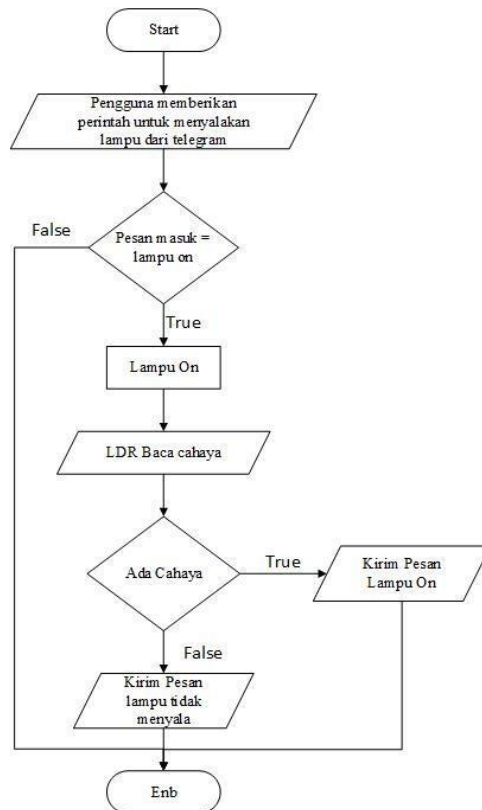 Start
Pengguna memberikan
perintah untuk menyalakan
lampu dari telegram
False
Pesan masuk =
lampu on
True
Lampu On
LDR Baca cahaya
Ada Cahaya
True
Kirim Pesan
Lampu On
False
Kirim Pesan
lampu tidak
menyala
Enb